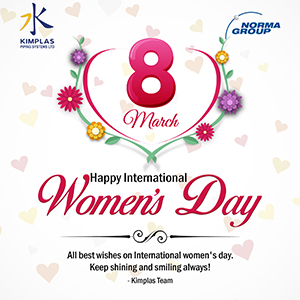 KIMPLAS
PIPING SYSTEMS LTD
NORMA
GROUP
8
March
Happy International
Women's Day
All best wishes on International women's day.
Keep shining and smiling always!
- Kimplas Team